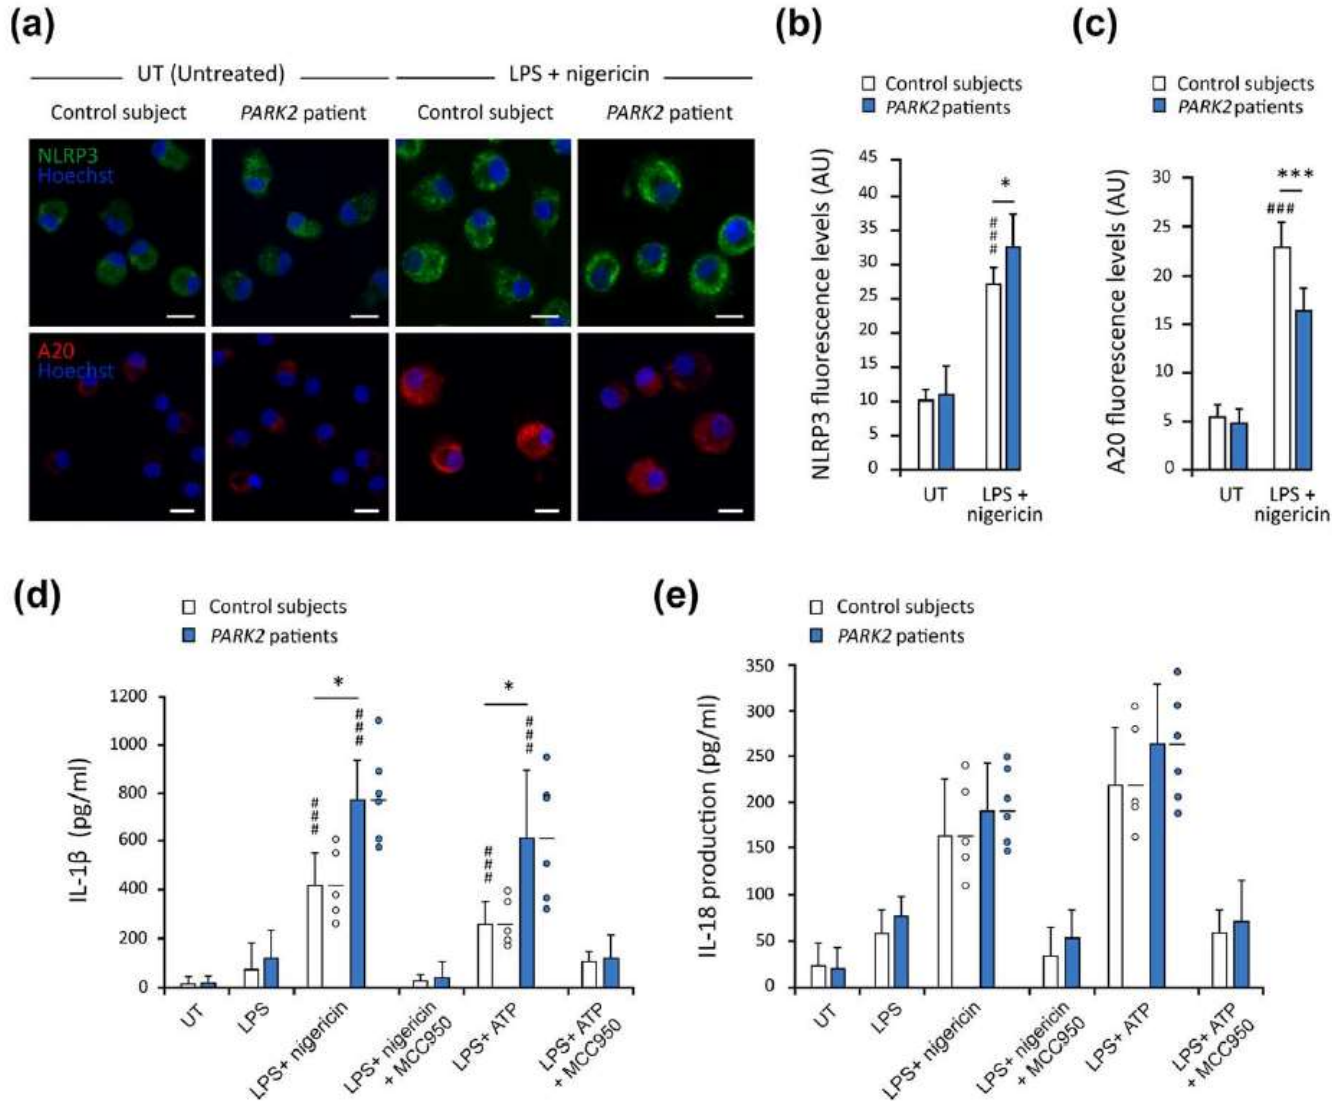 (a)
UT (Untreated)
LPS + nigericin
Control subject
PARK2 patient
Control subject
PARK2 patient
NLRP3
Hoechst
A20
Hoechst
(b)
Control subjects
PARK2 patients
NLRP3 fluorescence levels (AU)
45
40
35
30
25
20
15
10
5
0
*
###
UT
LPS +
nigericin
(c)
Control subjects
PARK2 patients
A20 fluorescence levels (AU)
30
25
20
15
10
5
0
***
###
UT
LPS +
nigericin
(d)
Control subjects
PARK2 patients
IL-1β (pg/ml)
1200
1000
800
600
400
200
0
*
###
###
*
###
###
UT
LPS
LPS+ nigericin
LPS+ nigericin
+ MCC950
LPS+ ATP
LPS+ ATP
+ MCC950
(e)
Control subjects
PARK2 patients
IL-18 production (pg/ml)
350
300
250
200
150
100
50
0
UT
LPS
LPS+ nigericin
LPS+ nigericin
+ MCC950
LPS+ ATP
LPS+ ATP
+ MCC950